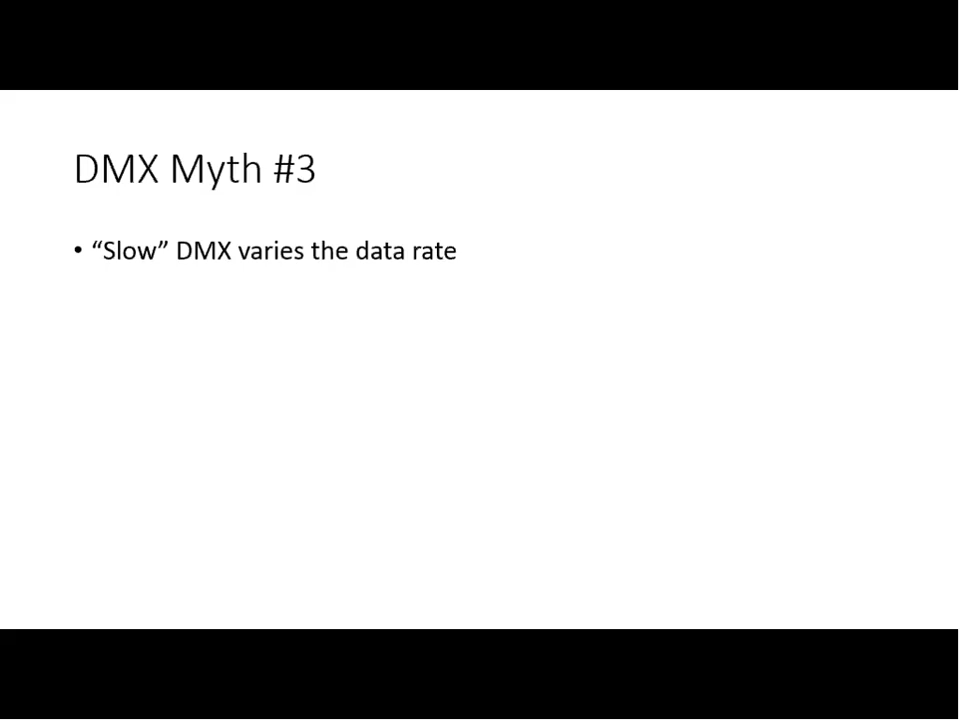 DMX Myth #3
• “Slow” DMX varies the data rate